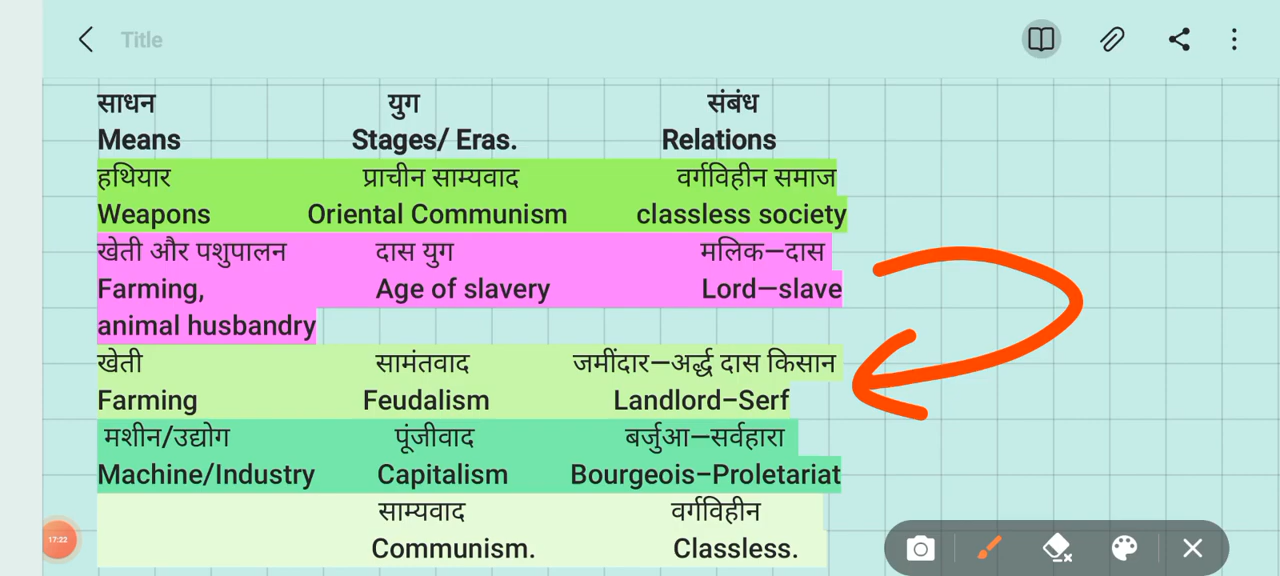 Title
साधन युग संबंध
Means Stages/ Eras. Relations
हथियार प्राचीन साम्यवाद वर्गविहीन समाज
Weapons Oriental Communism classless society
खेती और पशुपालन दास युग मलिक—दास
Farming, Age of slavery Lord—slave
animal husbandry
खेती सामंतवाद जमींदार—अर्द्ध दास किसान
Farming Feudalism Landlord–Serf
मशीन/उद्योग पूंजीवाद बर्जुआ—सर्वहारा
Machine/Industry Capitalism Bourgeois–Proletariat
साम्यवाद वर्गविहीन
Communism. Classless.
17:22